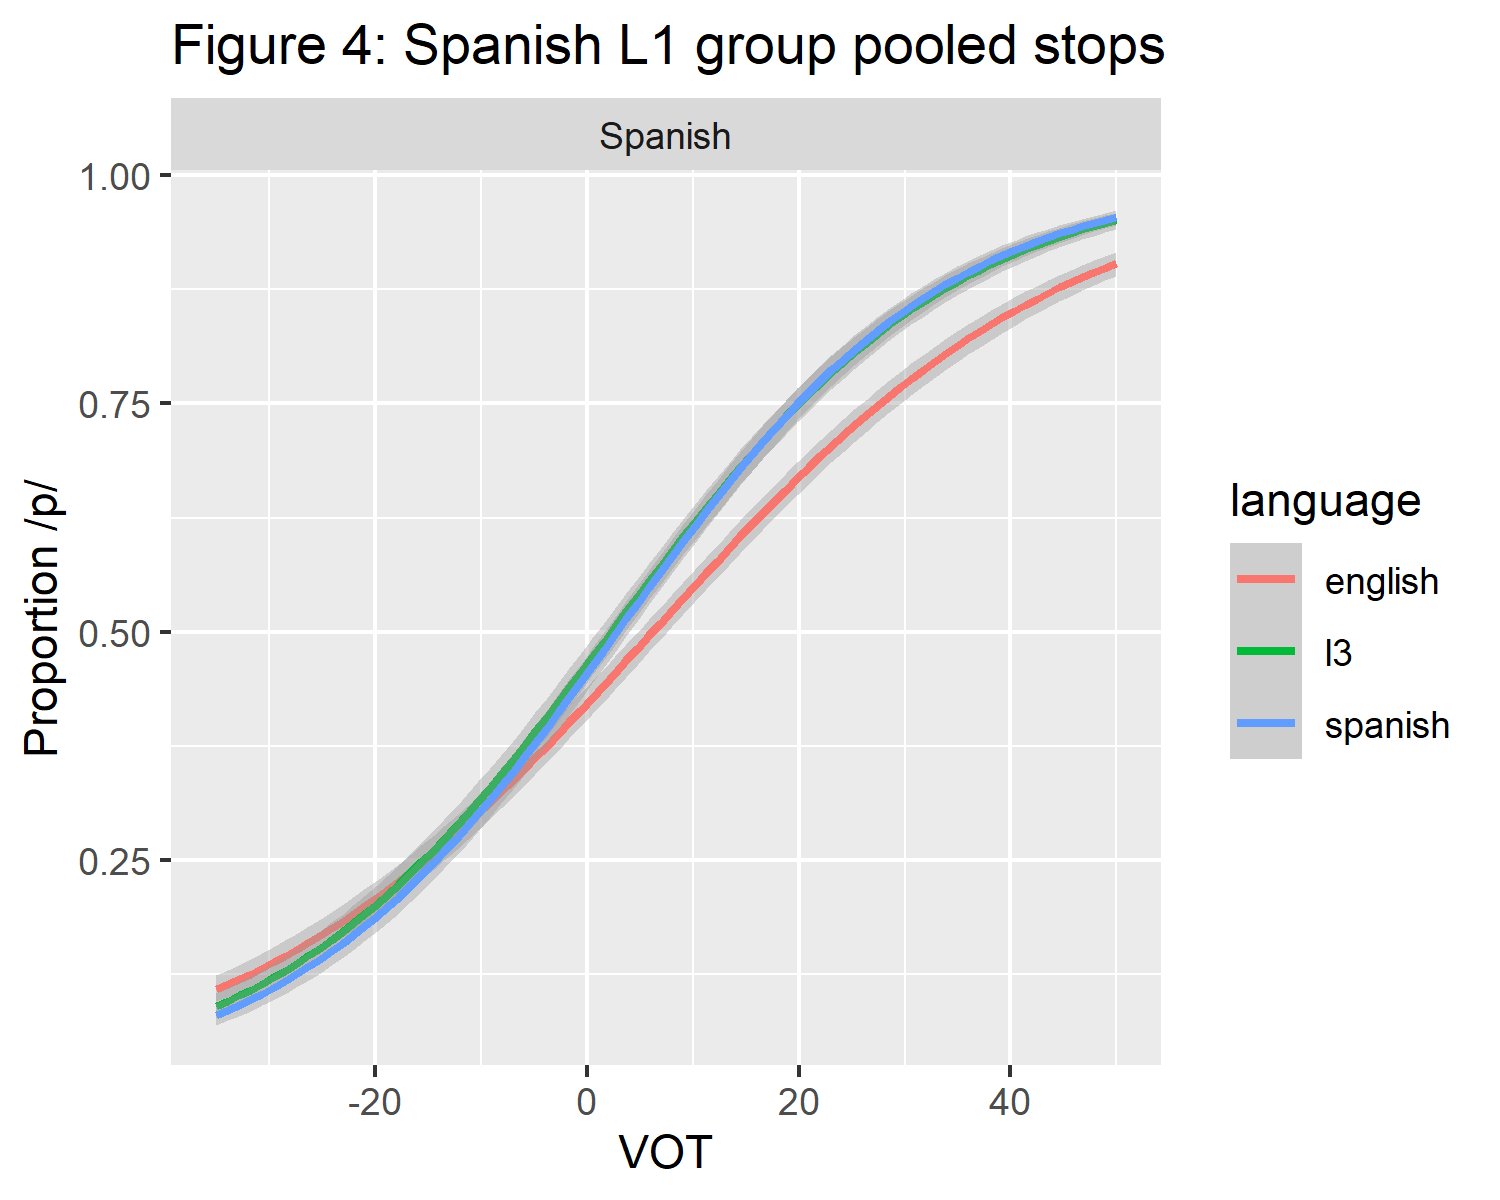 Figure 4: Spanish L1 group pooled stops
Spanish
1.00
0.75
0.50
0.25
Proportion /p/
-20
0
20
40
VOT
language
english
l3
spanish